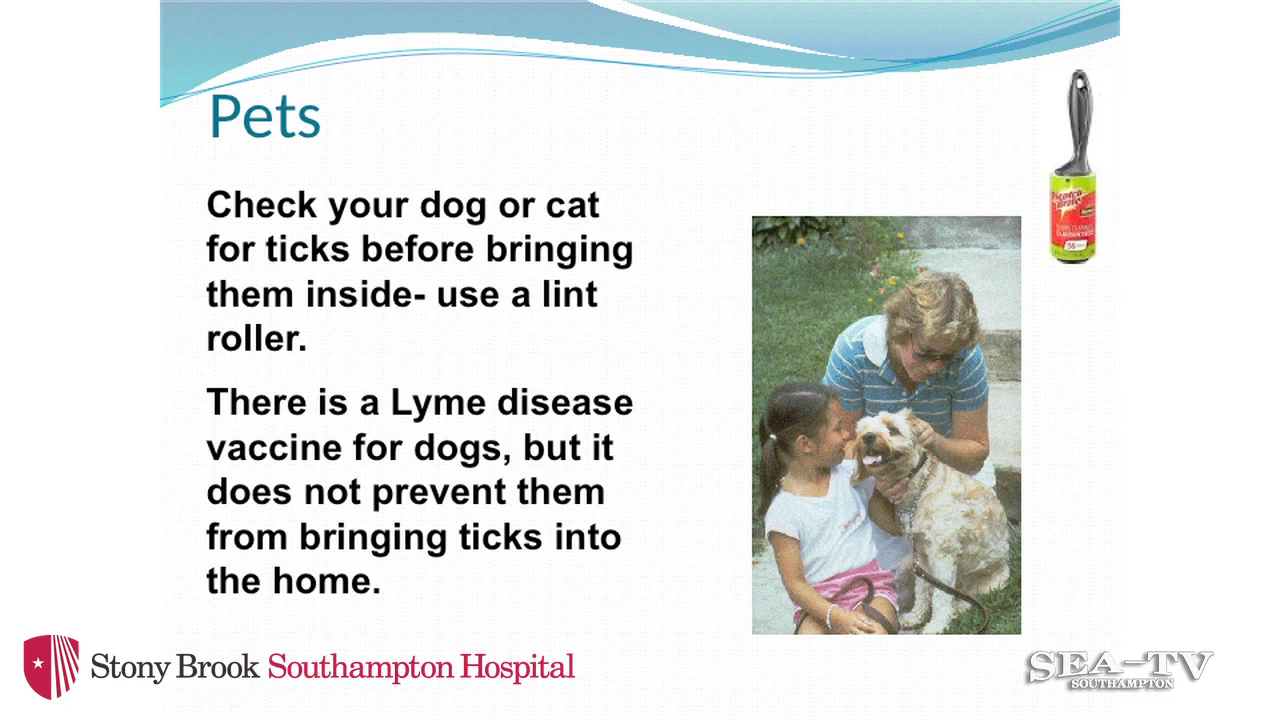 Pets
Check your dog or cat
for ticks before bringing
them inside- use a lint
roller.
There is a Lyme disease
vaccine for dogs, but it
does not prevent them
from bringing ticks into
the home.
Scotch
Brite
Stony Brook Southampton Hospital
SEA-TV
SOUTHAMPTON